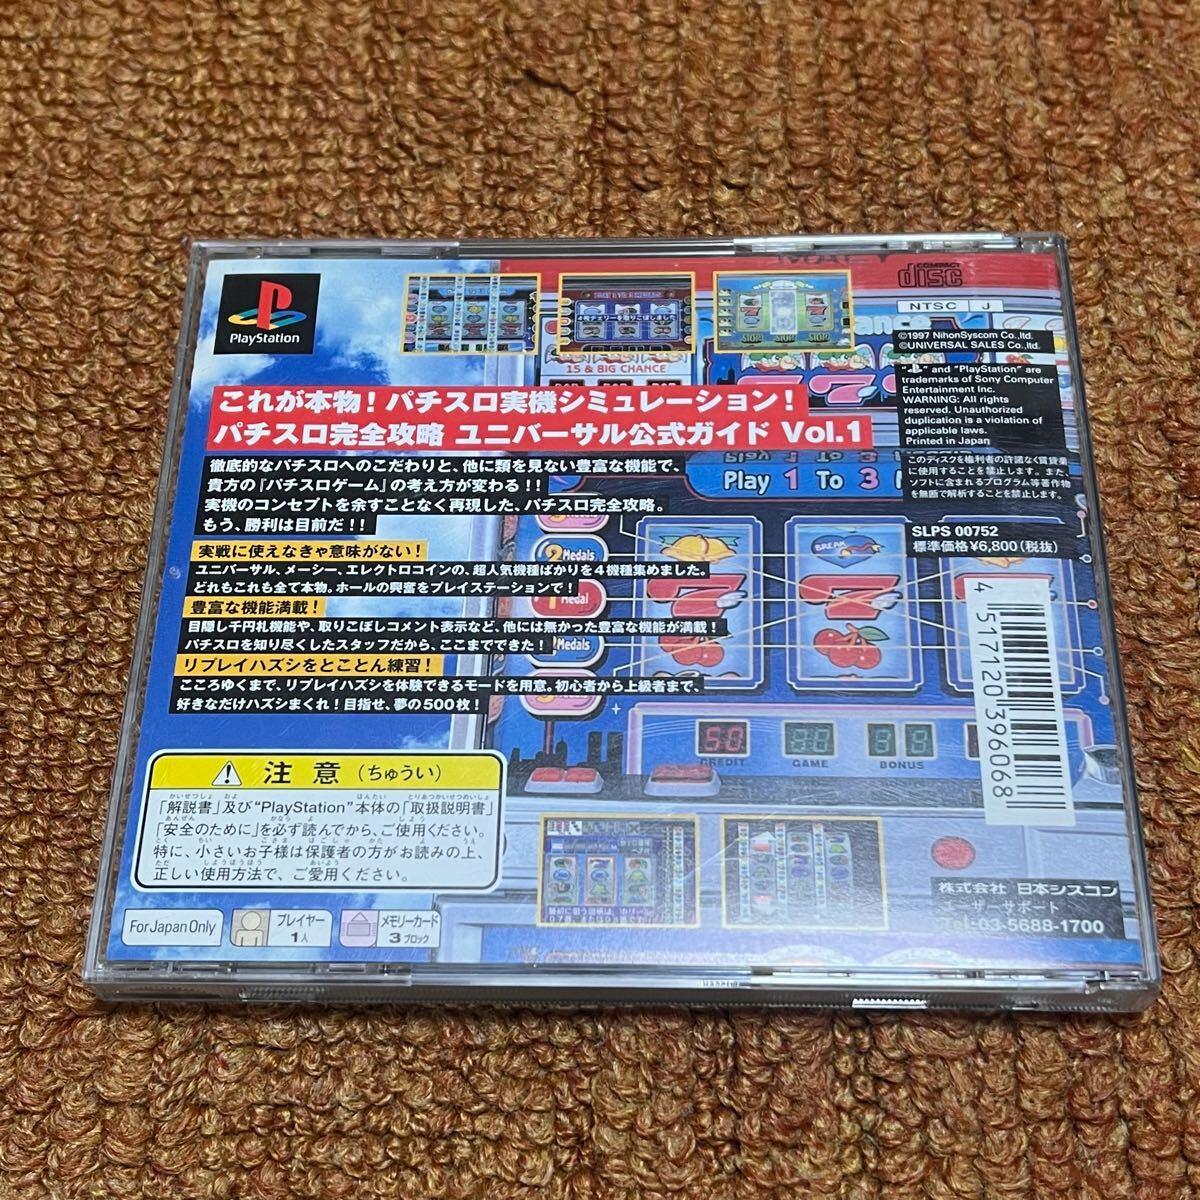 PlayStation
COMPACT
disc
NTSC J
©1997 NihonSyscom Co.,ltd.
©UNIVERSAL SALES Co.,ltd.
" " and "PlayStation" are
trademarks of Sony Computer
Entertainment Inc.
WARNING: All rights
reserved. Unauthorized
duplication is a violation of
applicable laws.
Printed in Japan
このディスクを権利者の許諾なく賃貸業
に使用することを禁止します。また、
ソフトに含まれるプログラム等著作物
を無断で解析することを禁止します。
SLPS 00752
標準価格¥6,800(税抜)
4チェリーを取りこぼしました
15 & BIG CHANCE
これが本物!パチスロ実機シミュレーション!
パチスロ完全攻略 ユニバーサル公式ガイド Vol.1
徹底的なパチスロへのこだわりと、他に類を見ない豊富な機能で、
貴方の『パチスロゲーム』の考え方が変わる!!
実機のコンセプトを余すことなく再現した、パチスロ完全攻略。
もう、勝利は目前だ!!
実戦に使えなきゃ意味がない!
ユニバーサル、メーシー、エレクトロコインの、超人気機種ばかりを4機種集めました。
どれもこれも全て本物。ホールの興奮をプレイステーションで!
豊富な機能満載!
目隠し千円札機能や、取りこぼしコメント表示など、他には無かった豊富な機能が満載!
パチスロを知り尽くしたスタッフだから、ここまでできた!
リプレイハズシをとことん練習!
こころゆくまで、リプレイハズシを体験できるモードを用意。初心者から上級者まで、
好きなだけハズシまくれ!目指せ、夢の500枚!
Play 1 To 3
2 Medals
1 Medal
Medals
BREAK
CREDIT
GAME
BONUS
4 517120 396068
注意(ちゅうい)
「解説書」及び"PlayStation"本体の「取扱説明書」
「安全のために」を必ず読んでから、ご使用ください。
特に、小さいお子様は保護者の方がお読みの上、
正しい使用方法で、ご愛用ください。
For Japan Only
プレイヤー
1人
メモリーカード
3ブロック
株式会社 日本シスコン
ユーザーサポート
Tel.03-5688-1700